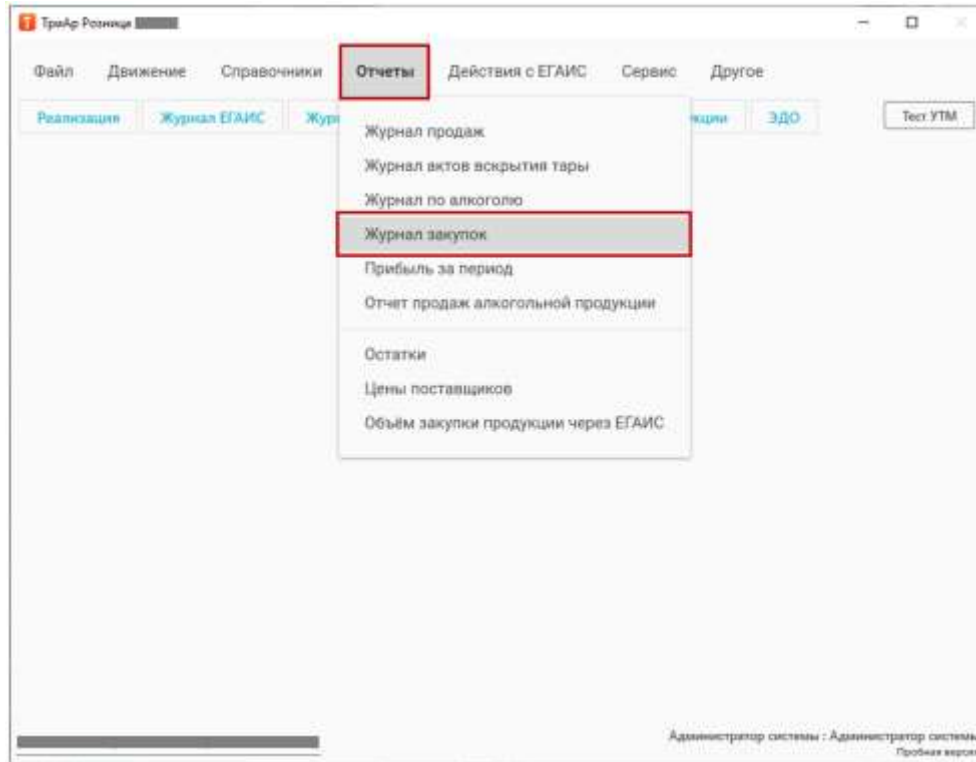 ТриАр Розница
Файл Движение Справочники Отчеты Действия с ЕГАИС Сервис Другое
Реализация Журнал ЕГАИС ЭДО Тест УТМ
Журнал продаж
Журнал актов вскрытия тары
Журнал по алкоголю
Журнал закупок
Прибыль за период
Отчет продаж алкогольной продукции
Остатки
Цены поставщиков
Объём закупки продукции через ЕГАИС
Администратор системы : Администратор системы
Пробная версия